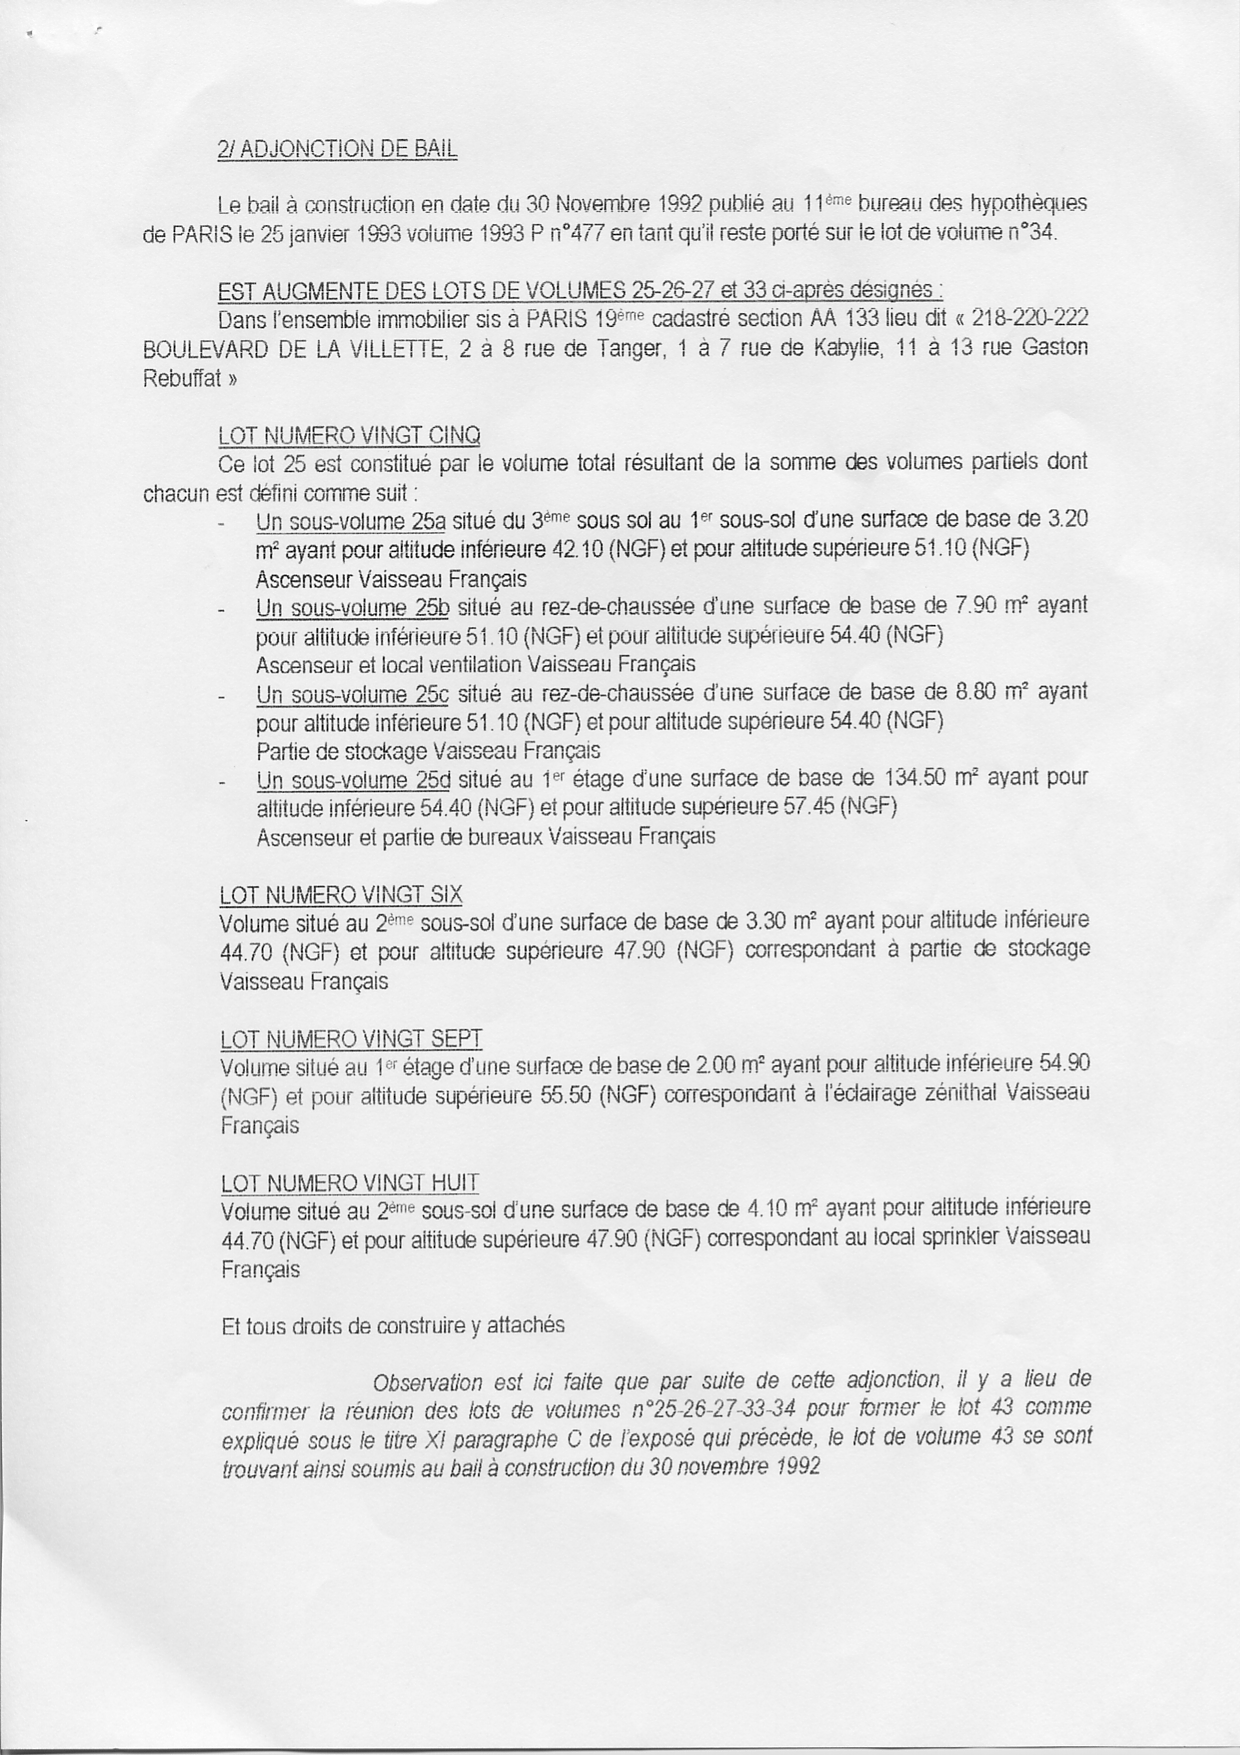 2/ ADJONCTION DE BAIL
Le bail à construction en date du 30 Novembre 1992 publié au 11ème bureau des hypothèques
de PARIS le 25 janvier 1993 volume 1993 P n°477 en tant qu'il reste porté sur le lot de volume n°34.
EST AUGMENTE DES LOTS DE VOLUMES 25-26-27 et 33 ci-après désignés :
Dans l'ensemble immobilier sis à PARIS 19ème cadastré section AA 133 lieu dit « 218-220-222
BOULEVARD DE LA VILLETTE, 2 à 8 rue de Tanger, 1 à 7 rue de Kabylie, 11 à 13 rue Gaston
Rebuffat »
LOT NUMERO VINGT CINQ
Ce lot 25 est constitué par le volume total résultant de la somme des volumes partiels dont
chacun est défini comme suit :
- Un sous-volume 25a situé du 3ème sous sol au 1er sous-sol d'une surface de base de 3.20
m² ayant pour altitude inférieure 42.10 (NGF) et pour altitude supérieure 51.10 (NGF)
Ascenseur Vaisseau Français
- Un sous-volume 25b situé au rez-de-chaussée d'une surface de base de 7.90 m² ayant
pour altitude inférieure 51.10 (NGF) et pour altitude supérieure 54.40 (NGF)
Ascenseur et local ventilation Vaisseau Français
- Un sous-volume 25c situé au rez-de-chaussée d'une surface de base de 8.80 m² ayant
pour altitude inférieure 51.10 (NGF) et pour altitude supérieure 54.40 (NGF)
Partie de stockage Vaisseau Français
- Un sous-volume 25d situé au 1er étage d'une surface de base de 134.50 m² ayant pour
altitude inférieure 54.40 (NGF) et pour altitude supérieure 57.45 (NGF)
Ascenseur et partie de bureaux Vaisseau Français
LOT NUMERO VINGT SIX
Volume situé au 2ème sous-sol d'une surface de base de 3.30 m² ayant pour altitude inférieure
44.70 (NGF) et pour altitude supérieure 47.90 (NGF) correspondant à partie de stockage
Vaisseau Français
LOT NUMERO VINGT SEPT
Volume situé au 1er étage d'une surface de base de 2.00 m² ayant pour altitude inférieure 54.90
(NGF) et pour altitude supérieure 55.50 (NGF) correspondant à l'éclairage zénithal Vaisseau
Français
LOT NUMERO VINGT HUIT
Volume situé au 2ème sous-sol d'une surface de base de 4.10 m² ayant pour altitude inférieure
44.70 (NGF) et pour altitude supérieure 47.90 (NGF) correspondant au local sprinkler Vaisseau
Français
Et tous droits de construire y attachés
Observation est ici faite que par suite de cette adjonction, il y a lieu de
confirmer la réunion des lots de volumes n°25-26-27-33-34 pour former le lot 43 comme
expliqué sous le titre XI paragraphe C de l'exposé qui précède, le lot de volume 43 se sont
trouvant ainsi soumis au bail à construction du 30 novembre 1992